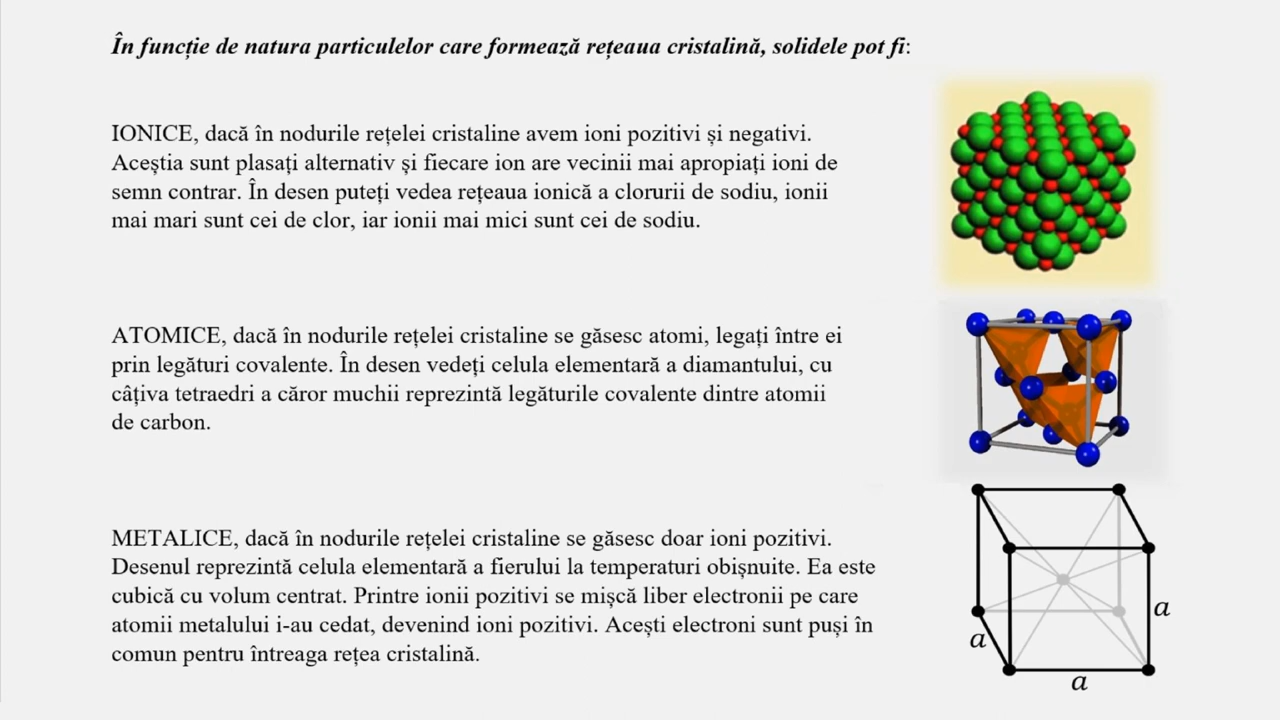 În funcție de natura particulelor care formează rețeaua cristalină, solidele pot fi:
IONICE, dacă în nodurile rețelei cristaline avem ioni pozitivi și negativi.
Aceștia sunt plasați alternativ și fiecare ion are vecinii mai apropiați ioni de
semn contrar. În desen puteți vedea rețeaua ionică a clorurii de sodiu, ionii
mai mari sunt cei de clor, iar ionii mai mici sunt cei de sodiu.
ATOMICE, dacă în nodurile rețelei cristaline se găsesc atomi, legați între ei
prin legături covalente. În desen vedeți celula elementară a diamantului, cu
câțiva tetraedri a căror muchii reprezintă legăturile covalente dintre atomii
de carbon.
METALICE, dacă în nodurile rețelei cristaline se găsesc doar ioni pozitivi.
Desenul reprezintă celula elementară a fierului la temperaturi obișnuite. Ea este
cubică cu volum centrat. Printre ionii pozitivi se mișcă liber electronii pe care
atomii metalului i-au cedat, devenind ioni pozitivi. Acești electroni sunt puși în
comun pentru întreaga rețea cristalină.
a
a
a